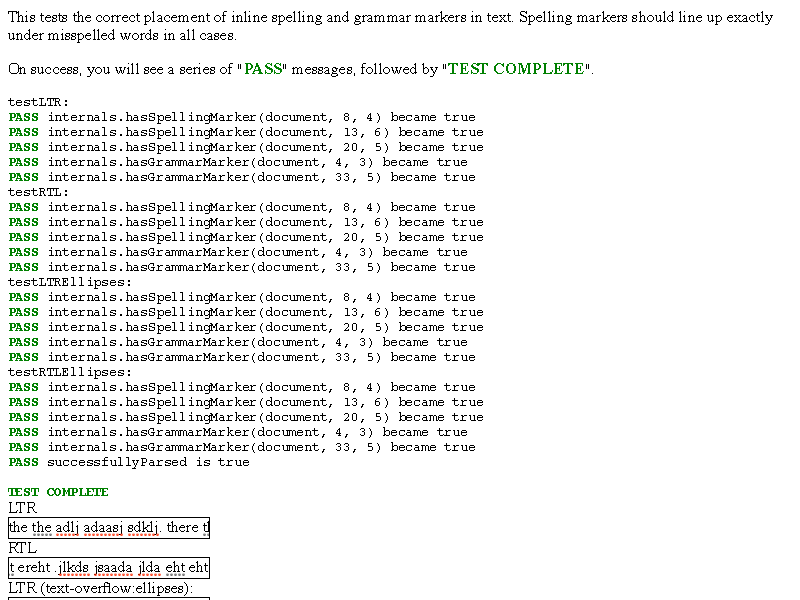 This tests the correct placement of inline spelling and grammar markers in text. Spelling markers should line up exactly
under misspelled words in all cases.
On success, you will see a series of "PASS" messages, followed by "TEST COMPLETE".
testLTR:
PASS internals.hasSpellingMarker(document, 8, 4) became true
PASS internals.hasSpellingMarker(document, 13, 6) became true
PASS internals.hasSpellingMarker(document, 20, 5) became true
PASS internals.hasGrammarMarker(document, 4, 3) became true
PASS internals.hasGrammarMarker(document, 33, 5) became true
testRTL:
PASS internals.hasSpellingMarker(document, 8, 4) became true
PASS internals.hasSpellingMarker(document, 13, 6) became true
PASS internals.hasSpellingMarker(document, 20, 5) became true
PASS internals.hasGrammarMarker(document, 4, 3) became true
PASS internals.hasGrammarMarker(document, 33, 5) became true
testLTREllipses:
PASS internals.hasSpellingMarker(document, 8, 4) became true
PASS internals.hasSpellingMarker(document, 13, 6) became true
PASS internals.hasSpellingMarker(document, 20, 5) became true
PASS internals.hasGrammarMarker(document, 4, 3) became true
PASS internals.hasGrammarMarker(document, 33, 5) became true
testRTLEllipses:
PASS internals.hasSpellingMarker(document, 8, 4) became true
PASS internals.hasSpellingMarker(document, 13, 6) became true
PASS internals.hasSpellingMarker(document, 20, 5) became true
PASS internals.hasGrammarMarker(document, 4, 3) became true
PASS internals.hasGrammarMarker(document, 33, 5) became true
PASS successfullyParsed is true
TEST COMPLETE
LTR
the the adlj adaasj sdklj. there t
RTL
t ereht .jlkds jsaada jlda eht eht
LTR (text-overflow:ellipses):